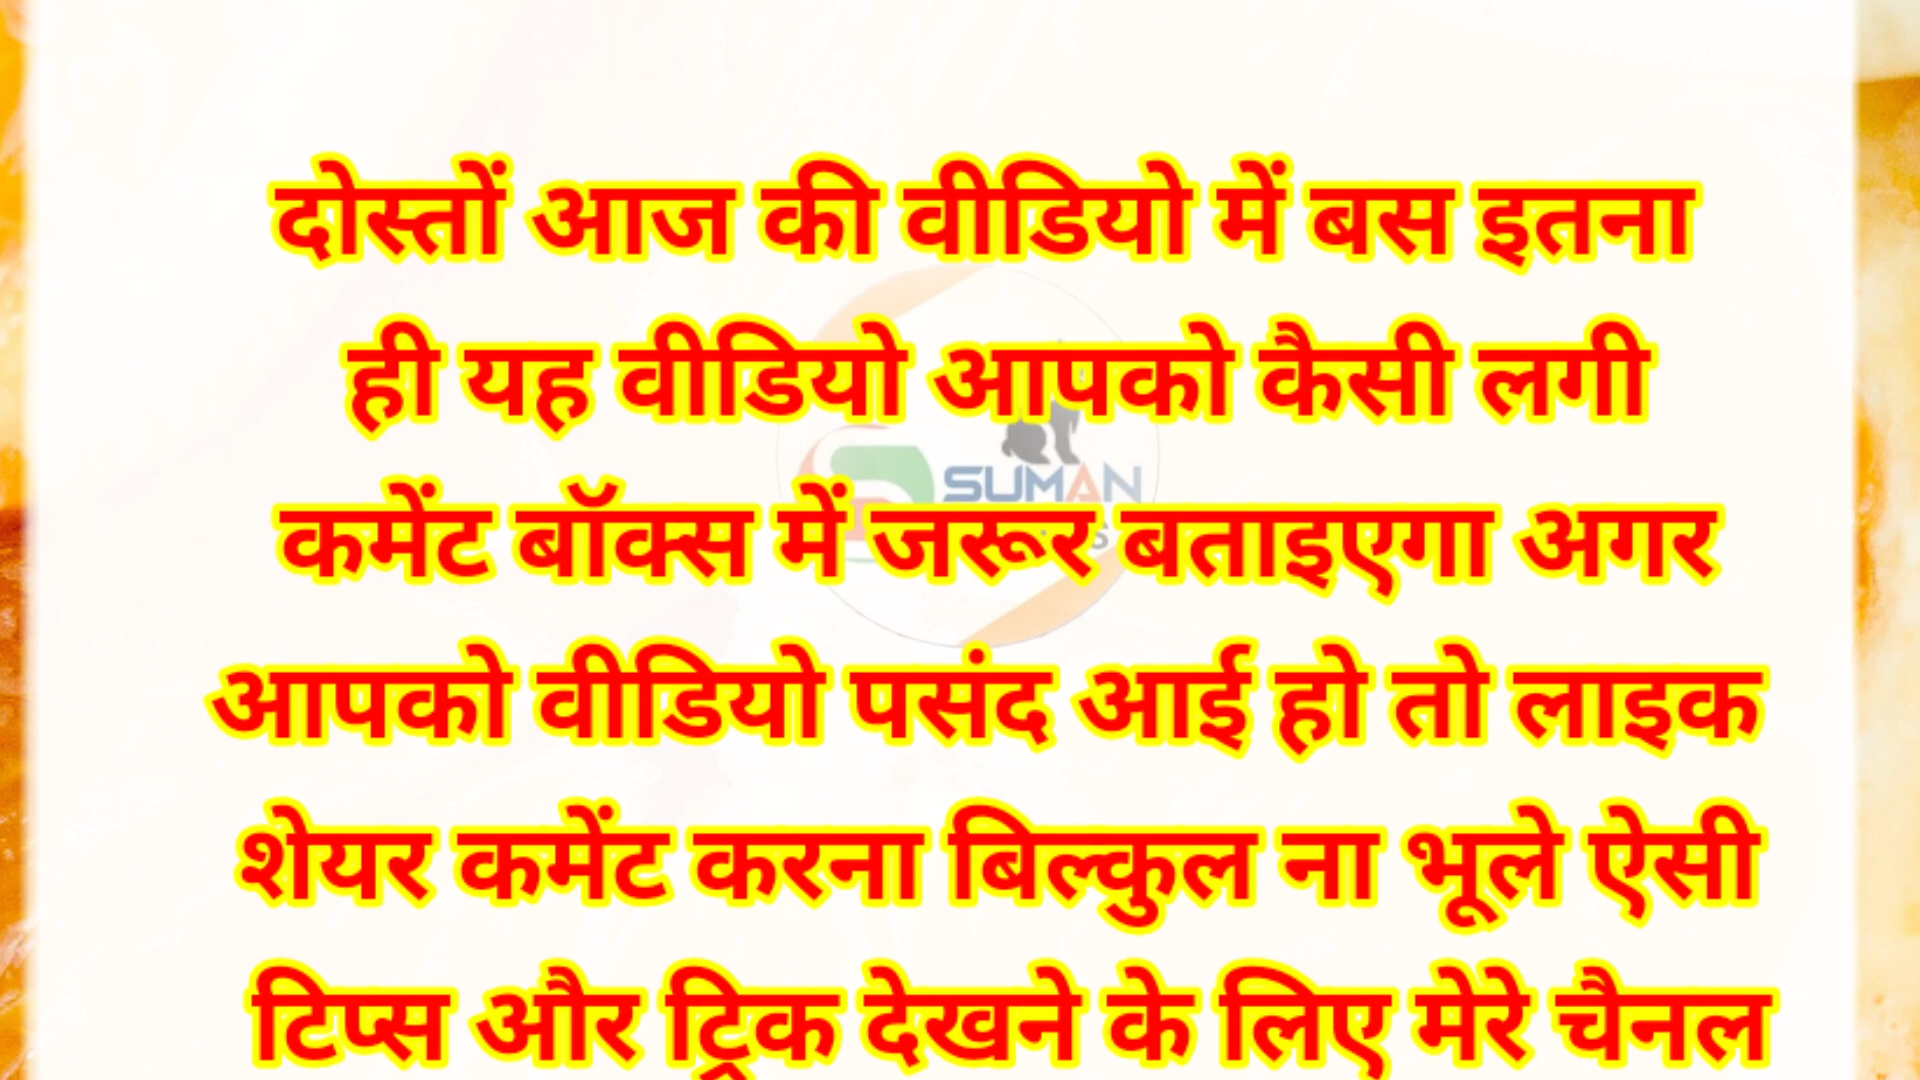 दोस्तों आज की वीडियो में बस इतना
ही यह वीडियो आपको कैसी लगी
SUMAN
कमेंट बॉक्स में जरूर बताइएगा अगर
आपको वीडियो पसंद आई हो तो लाइक
शेयर कमेंट करना बिल्कुल ना भूले ऐसी
टिप्स और ट्रिक देखने के लिए मेरे चैनल